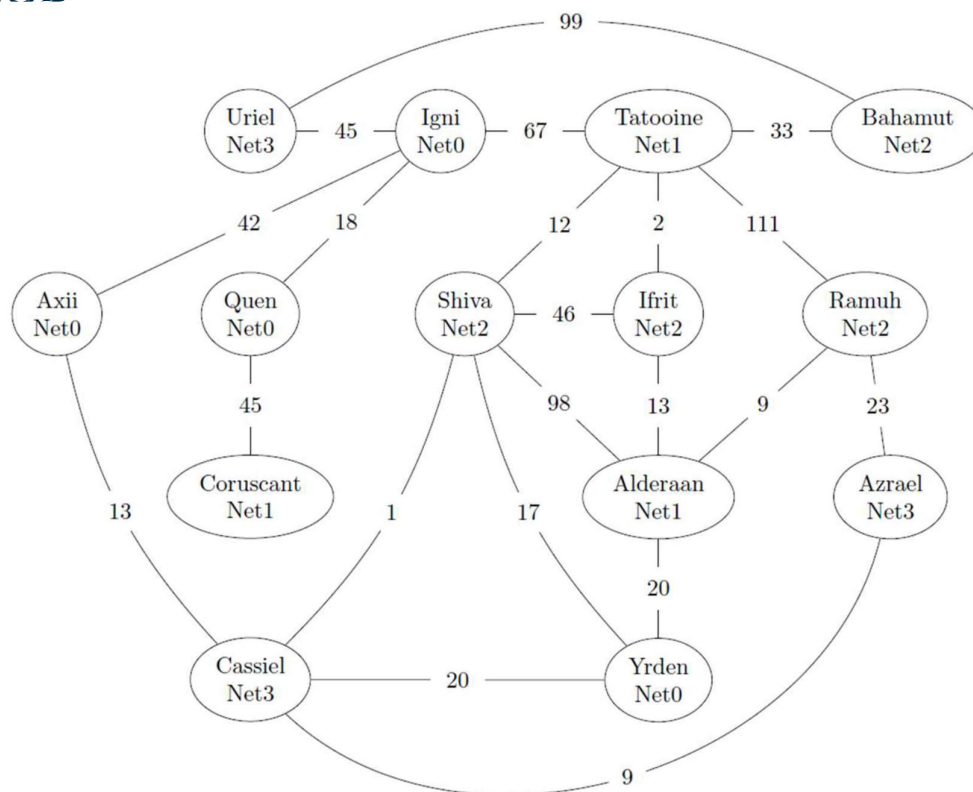 99
Uriel
Net3
45
Igni
Net0
67
Tatooine
Net1
33
Bahamut
Net2
42
18
12
2
111
Axii
Net0
Quen
Net0
Shiva
Net2
46
Ifrit
Net2
Ramuh
Net2
45
98
13
9
23
Coruscant
Net1
Alderaan
Net1
Azrael
Net3
13
1
17
20
Cassiel
Net3
20
Yrden
Net0
9